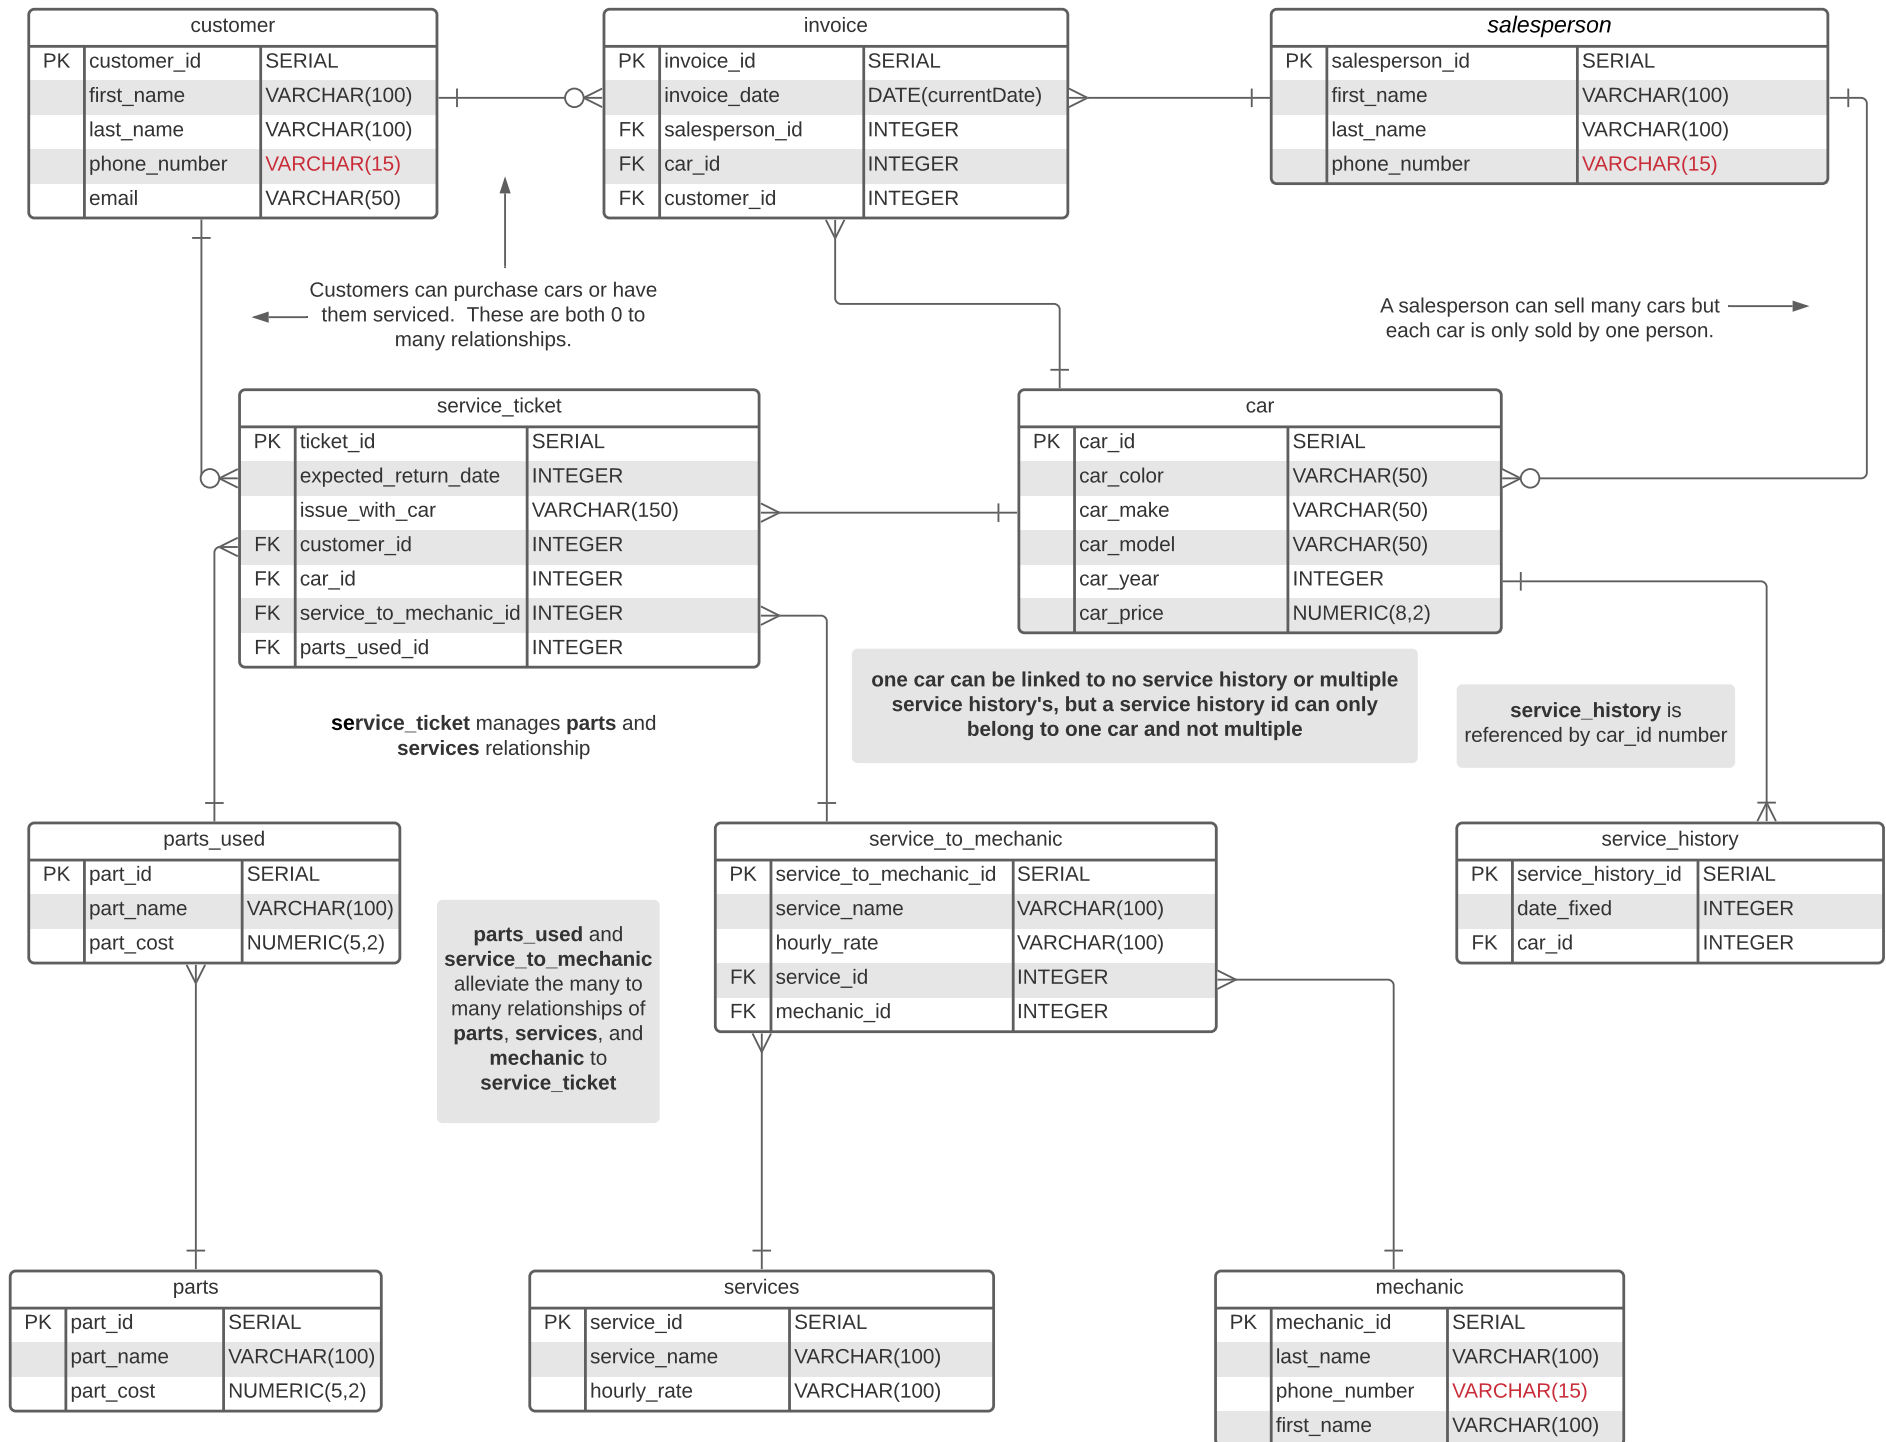 customer
PK customer_id SERIAL
first_name VARCHAR(100)
last_name VARCHAR(100)
phone_number VARCHAR(15)
email VARCHAR(50)
invoice
PK invoice_id SERIAL
invoice_date DATE(currentDate)
FK salesperson_id INTEGER
FK car_id INTEGER
FK customer_id INTEGER
salesperson
PK salesperson_id SERIAL
first_name VARCHAR(100)
last_name VARCHAR(100)
phone_number VARCHAR(15)
Customers can purchase cars or have
them serviced.  These are both 0 to
many relationships.
A salesperson can sell many cars but
each car is only sold by one person.
service_ticket
PK ticket_id SERIAL
expected_return_date INTEGER
issue_with_car VARCHAR(150)
FK customer_id INTEGER
FK car_id INTEGER
FK service_to_mechanic_id INTEGER
FK parts_used_id INTEGER
car
PK car_id SERIAL
car_color VARCHAR(50)
car_make VARCHAR(50)
car_model VARCHAR(50)
car_year INTEGER
car_price NUMERIC(8,2)
service_ticket manages parts and
services relationship
one car can be linked to no service history or multiple
service history's, but a service history id can only
belong to one car and not multiple
service_history is
referenced by car_id number
parts_used
PK part_id SERIAL
part_name VARCHAR(100)
part_cost NUMERIC(5,2)
parts_used and
service_to_mechanic
alleviate the many to
many relationships of
parts, services, and
mechanic to
service_ticket
service_to_mechanic
PK service_to_mechanic_id SERIAL
service_name VARCHAR(100)
hourly_rate VARCHAR(100)
FK service_id INTEGER
FK mechanic_id INTEGER
service_history
PK service_history_id SERIAL
date_fixed INTEGER
FK car_id INTEGER
parts
PK part_id SERIAL
part_name VARCHAR(100)
part_cost NUMERIC(5,2)
services
PK service_id SERIAL
service_name VARCHAR(100)
hourly_rate VARCHAR(100)
mechanic
PK mechanic_id SERIAL
last_name VARCHAR(100)
phone_number VARCHAR(15)
first_name VARCHAR(100)